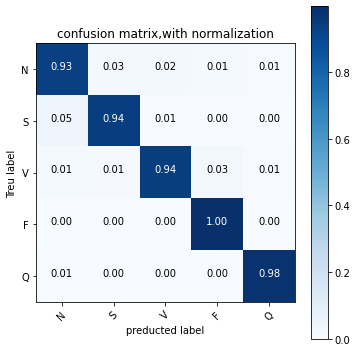 confusion matrix,with normalization
Treu label
N 0.93 0.03 0.02 0.01 0.01
S 0.05 0.94 0.01 0.00 0.00
V 0.01 0.01 0.94 0.03 0.01
F 0.00 0.00 0.00 1.00 0.00
Q 0.01 0.00 0.00 0.00 0.98
N S V F Q
preducted label
0.8
0.6
0.4
0.2
0.0